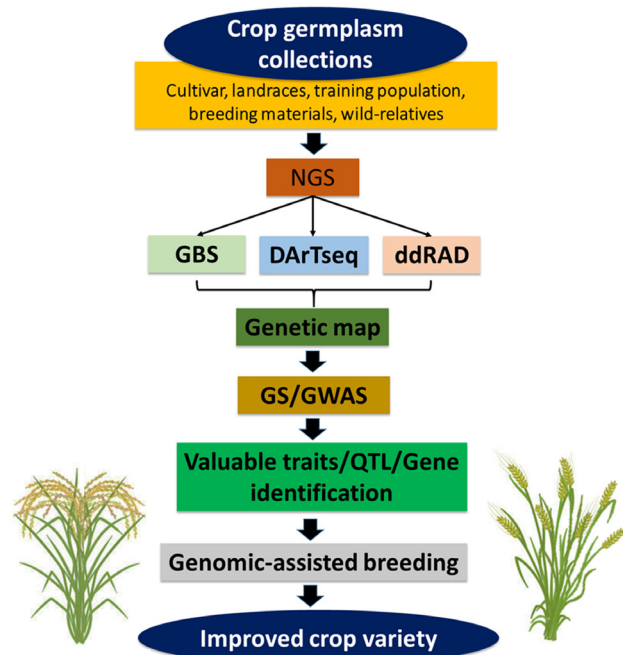 Crop germplasm
collections
Cultivar, landraces, training population,
breeding materials, wild-relatives
NGS
GBS DArTseq ddRAD
Genetic map
GS/GWAS
Valuable traits/QTL/Gene
identification
Genomic-assisted breeding
Improved crop variety